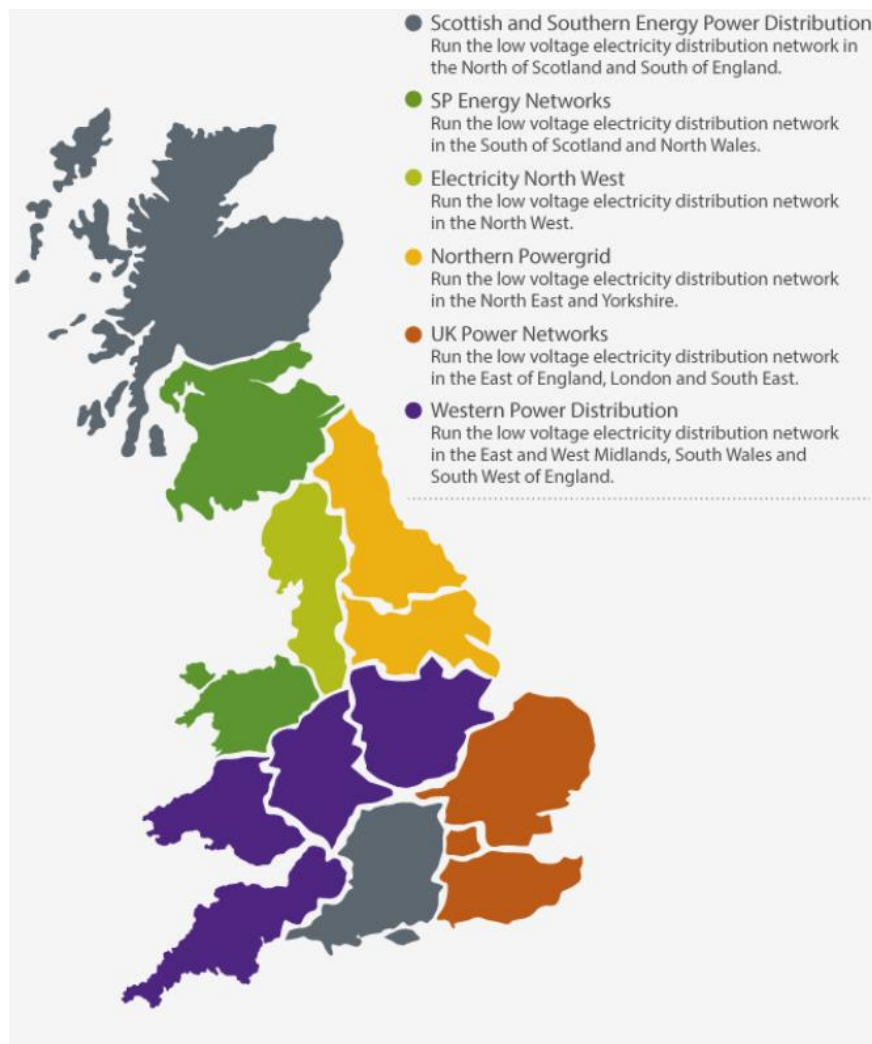 Scottish and Southern Energy Power Distribution
Run the low voltage electricity distribution network in
the North of Scotland and South of England.
SP Energy Networks
Run the low voltage electricity distribution network
in the South of Scotland and North Wales.
Electricity North West
Run the low voltage electricity distribution network
in the North West.
Northern Powergrid
Run the low voltage electricity distribution network
in the North East and Yorkshire.
UK Power Networks
Run the low voltage electricity distribution network
in the East of England, London and South East.
Western Power Distribution
Run the low voltage electricity distribution network
in the East and West Midlands, South Wales and
South West of England.